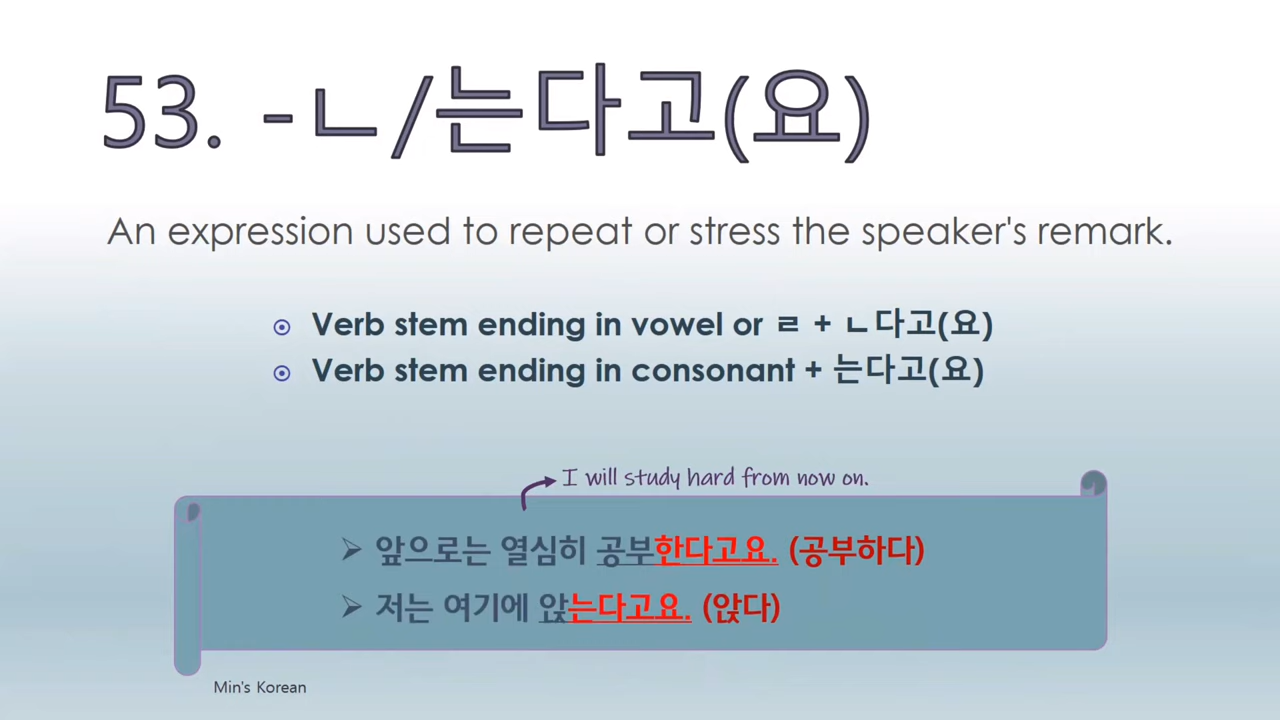 53. -ㄴ/는다고(요)
An expression used to repeat or stress the speaker's remark.
Verb stem ending in vowel or ㄹ + ㄴ다고(요)
Verb stem ending in consonant + 는다고(요)
I will study hard from now on.
앞으로는 열심히 공부한다고요. (공부하다)
저는 여기에 앉는다고요. (앉다)
Min's Korean